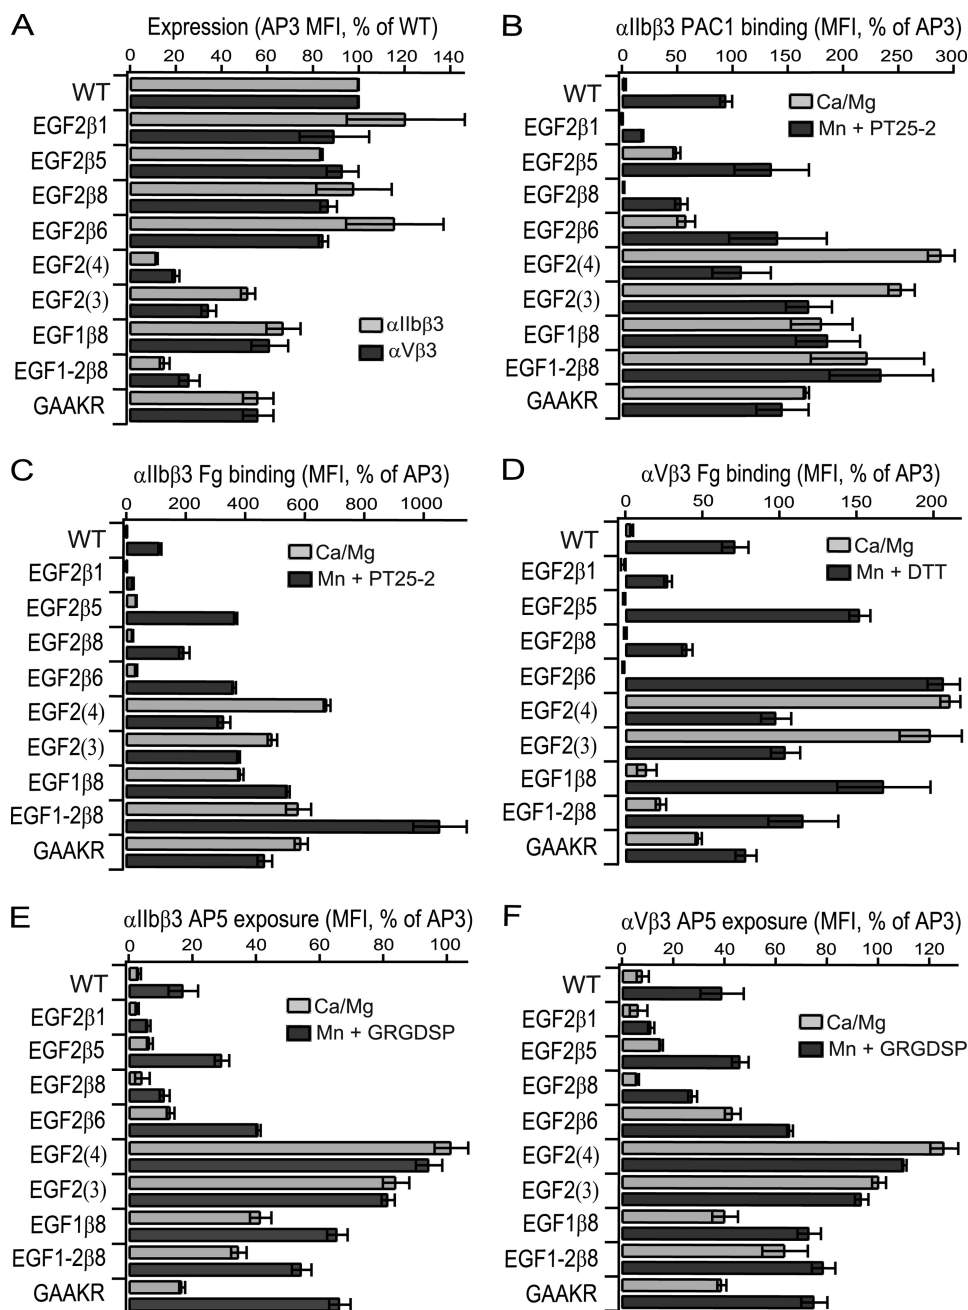 A
Expression (AP3 MFI, % of WT)
0 20 40 60 80 100 120 140
WT
EGF2β1
EGF2β5
EGF2β8
EGF2β6
EGF2(4)
EGF2(3)
EGF1β8
EGF1-2β8
GAAKR
αIIbβ3
αVβ3
B
αIIbβ3 PAC1 binding (MFI, % of AP3)
0 50 100 150 200 250 300
WT
EGF2β1
EGF2β5
EGF2β8
EGF2β6
EGF2(4)
EGF2(3)
EGF1β8
EGF1-2β8
GAAKR
Ca/Mg
Mn + PT25-2
C
αIIbβ3 Fg binding (MFI, % of AP3)
0 200 400 600 800 1000
WT
EGF2β1
EGF2β5
EGF2β8
EGF2β6
EGF2(4)
EGF2(3)
EGF1β8
EGF1-2β8
GAAKR
Ca/Mg
Mn + PT25-2
D
αVβ3 Fg binding (MFI, % of AP3)
0 50 100 150 200
WT
EGF2β1
EGF2β5
EGF2β8
EGF2β6
EGF2(4)
EGF2(3)
EGF1β8
EGF1-2β8
GAAKR
Ca/Mg
Mn + DTT
E
αIIbβ3 AP5 exposure (MFI, % of AP3)
0 20 40 60 80 100
WT
EGF2β1
EGF2β5
EGF2β8
EGF2β6
EGF2(4)
EGF2(3)
EGF1β8
EGF1-2β8
GAAKR
Ca/Mg
Mn + GRGDSP
F
αVβ3 AP5 exposure (MFI, % of AP3)
0 20 40 60 80 100 120
WT
EGF2β1
EGF2β5
EGF2β8
EGF2β6
EGF2(4)
EGF2(3)
EGF1β8
EGF1-2β8
GAAKR
Ca/Mg
Mn + GRGDSP